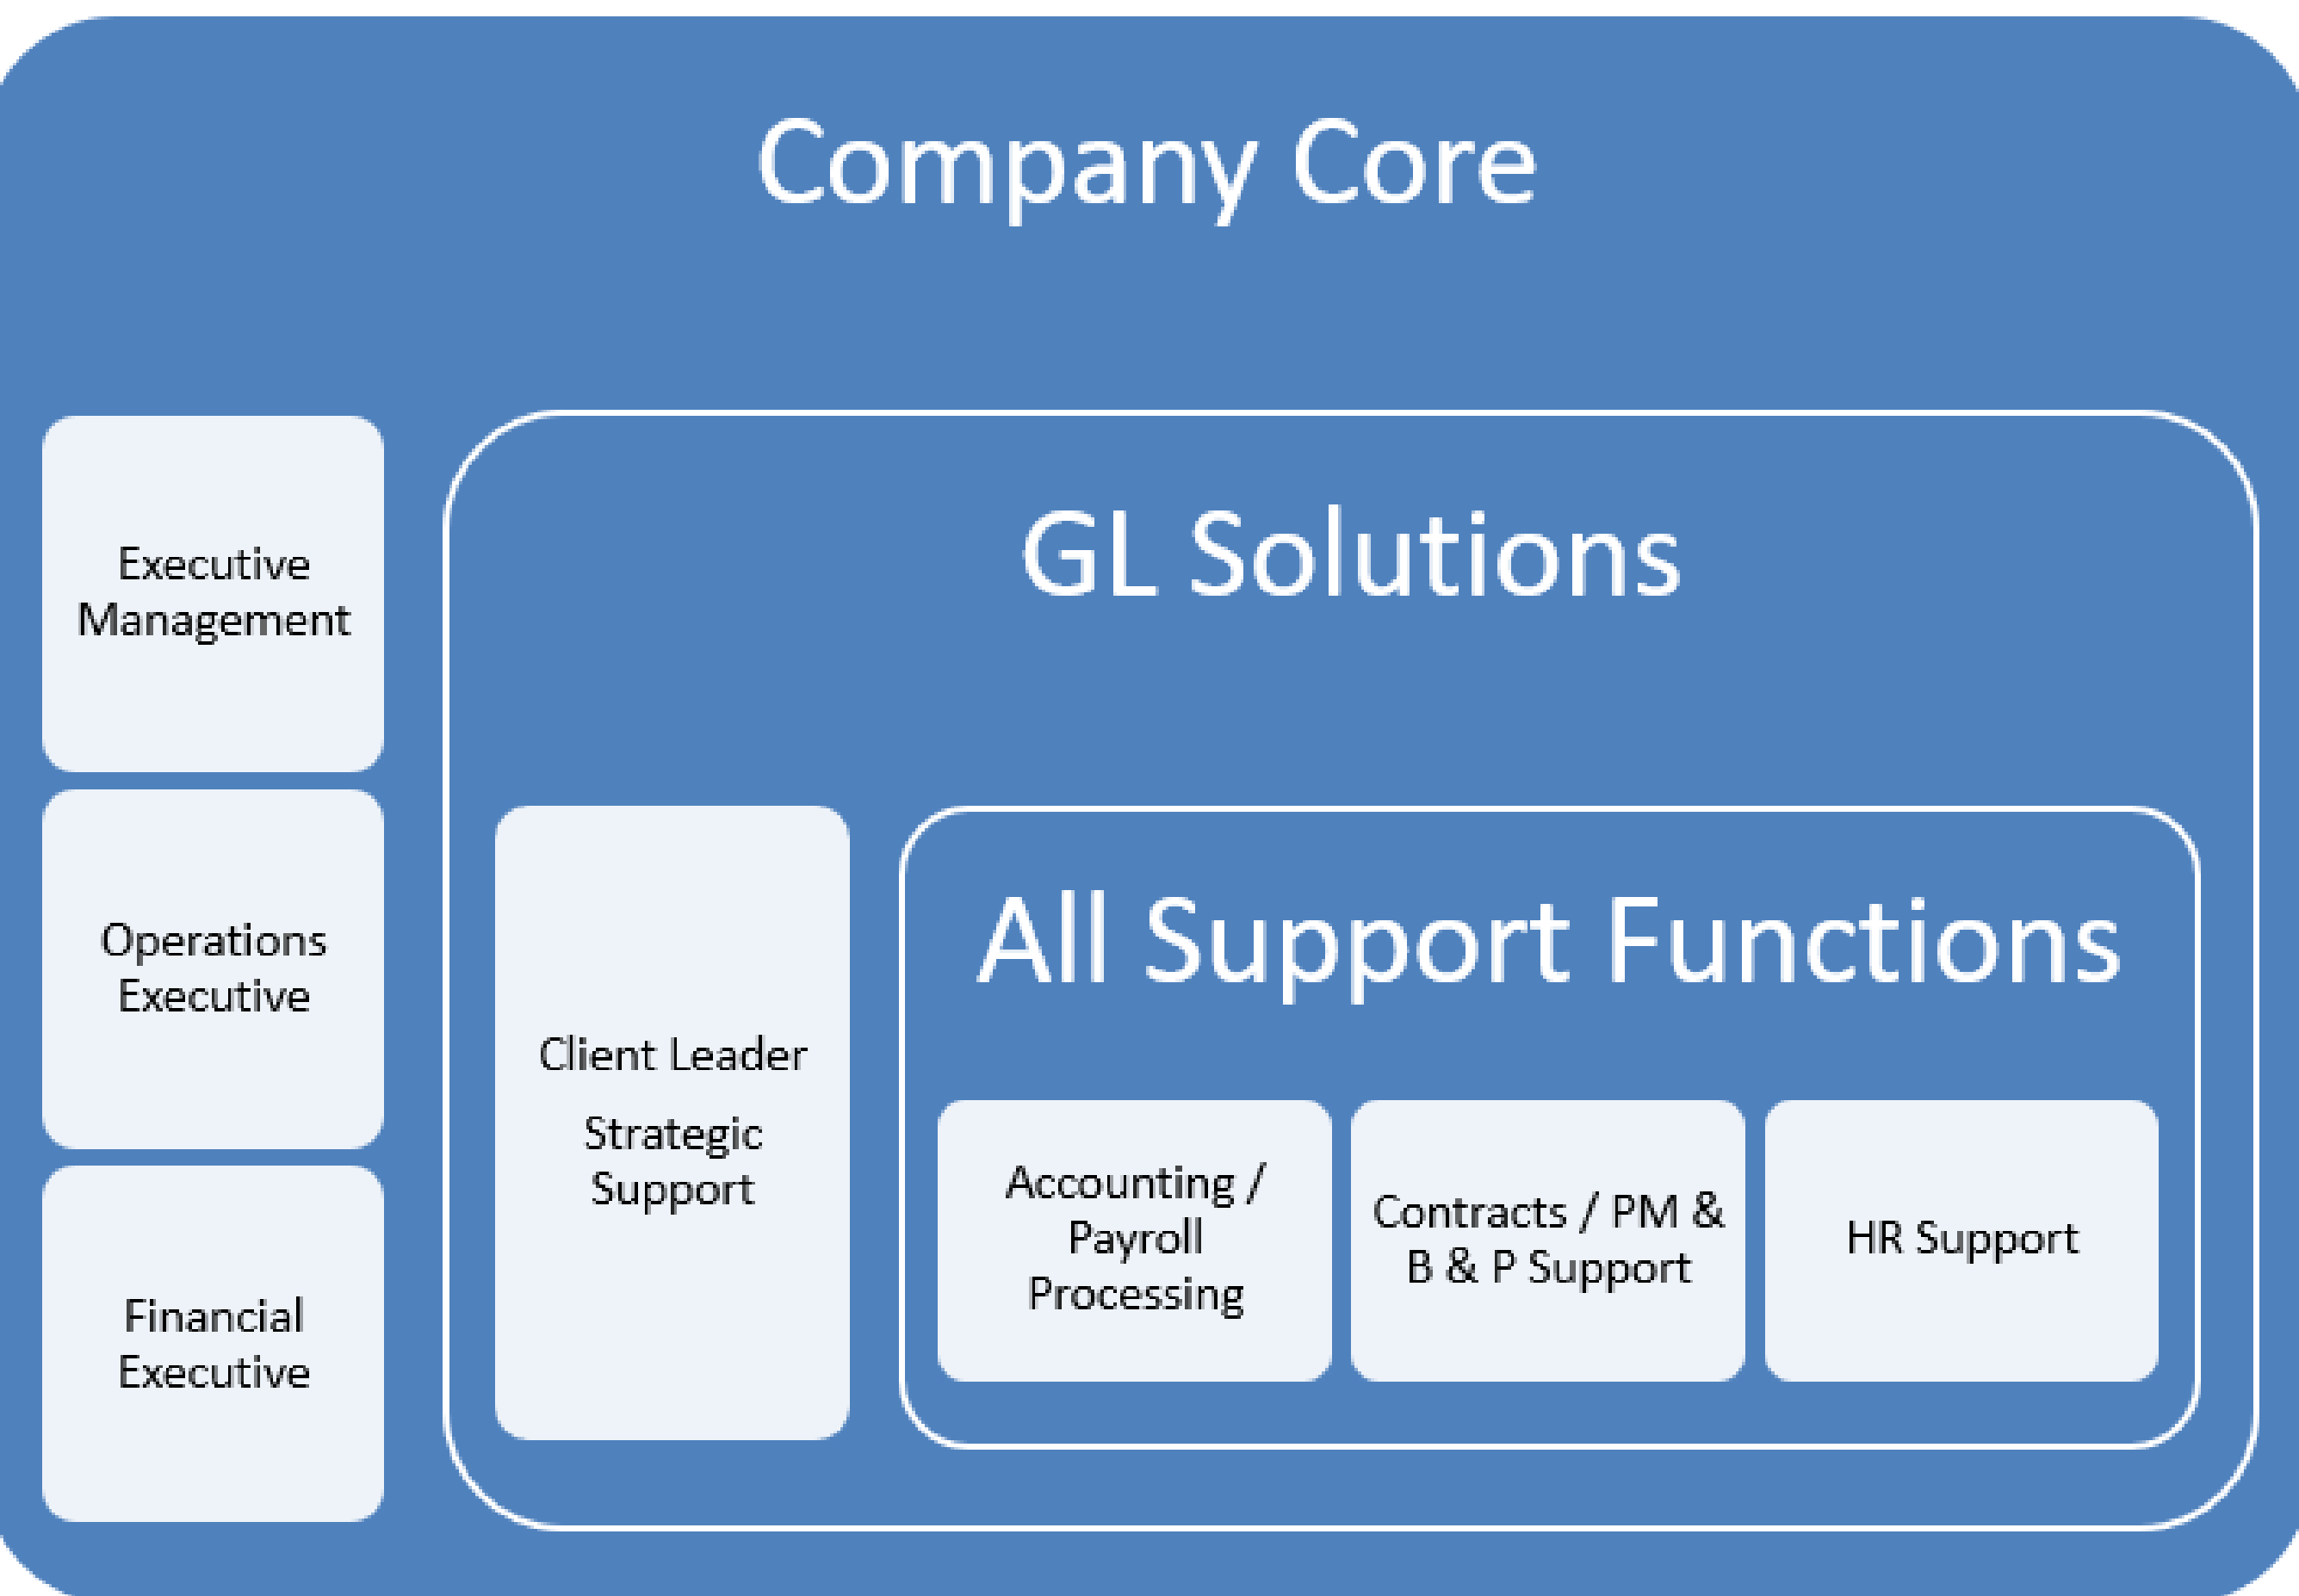 Company Core
Executive
Management
Operations
Executive
Financial
Executive
GL Solutions
Client Leader
Strategic
Support
All Support Functions
Accounting /
Payroll
Processing
Contracts / PM &
B & P Support
HR Support